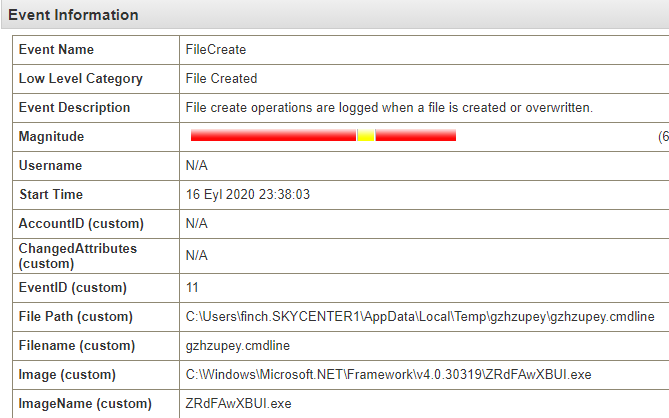 Event Information
Event Name FileCreate
Low Level Category File Created
Event Description File create operations are logged when a file is created or overwritten.
Magnitude (6
Username N/A
Start Time 16 Eyl 2020 23:38:03
AccountID (custom) N/A
ChangedAttributes
(custom) N/A
EventID (custom) 11
File Path (custom) C:\Users\finch.SKYCENTER1\AppData\Local\Temp\gzhzupey\gzhzupey.cmdline
Filename (custom) gzhzupey.cmdline
Image (custom) C:\Windows\Microsoft.NET\Framework\v4.0.30319\ZRdFAwXBUI.exe
ImageName (custom) ZRdFAwXBUI.exe